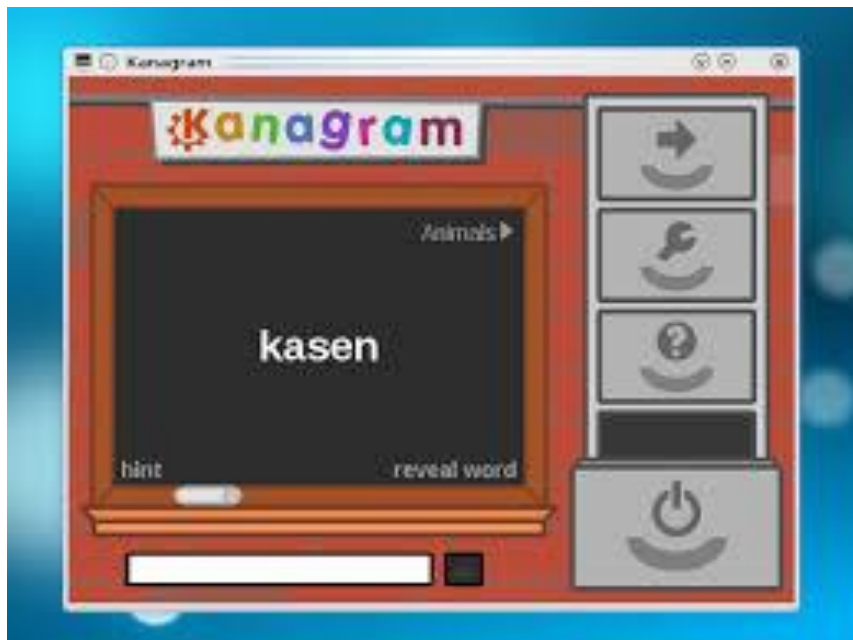 Kanagram
Kanagram
Animals
kasen
hint
reveal word